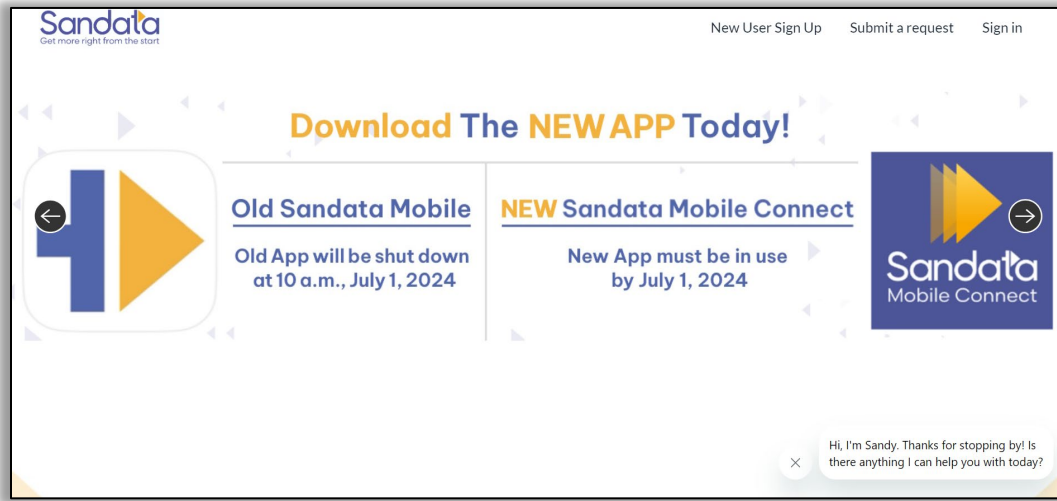 Sandata
Get more right from the start
New User Sign Up Submit a request Sign in
Download The NEW APP Today!
Old Sandata Mobile
Old App will be shut down
at 10 a.m., July 1, 2024
NEW Sandata Mobile Connect
New App must be in use
by July 1, 2024
Sandata
Mobile Connect
Hi, I'm Sandy. Thanks for stopping by! Is
there anything I can help you with today?